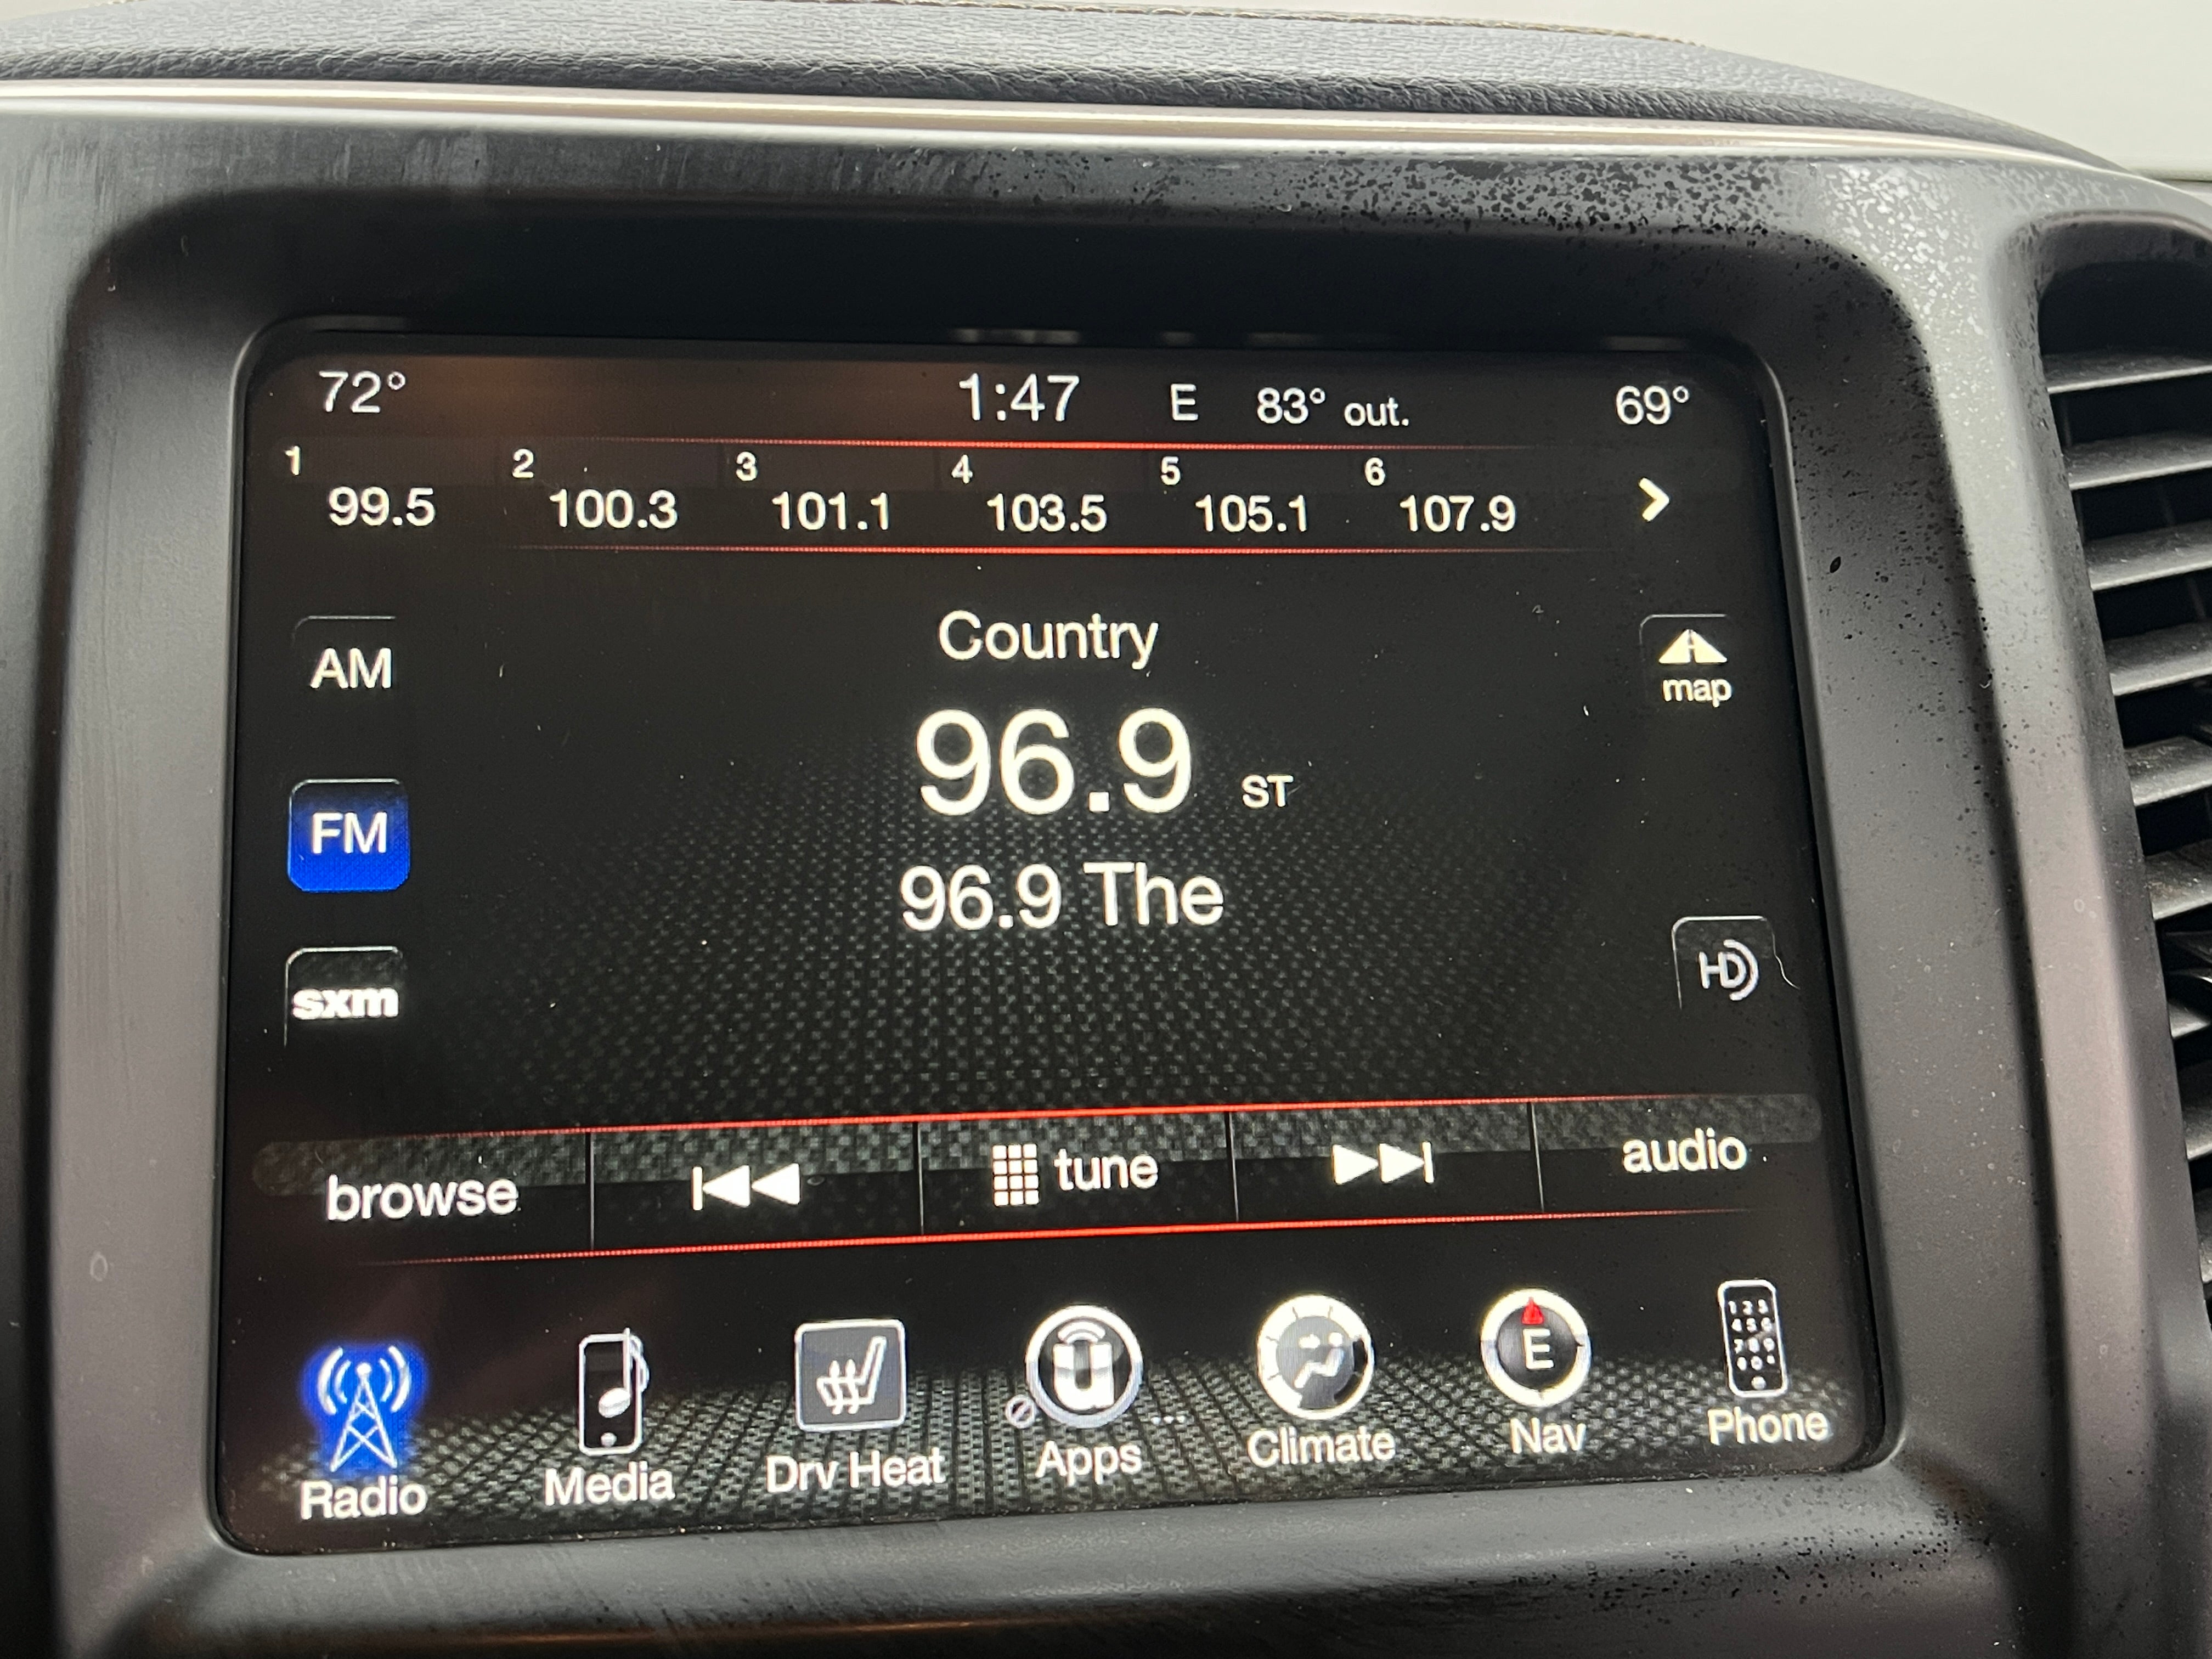 72° 1:47 E 83° out. 69°
1 2 3 4 5 6
99.5 100.3 101.1 103.5 105.1 107.9
Country
AM
map
96.9 ST
FM
96.9 The
HD
sxm
browse tune audio
E
Radio Media Drv Heat Apps Climate Nav Phone